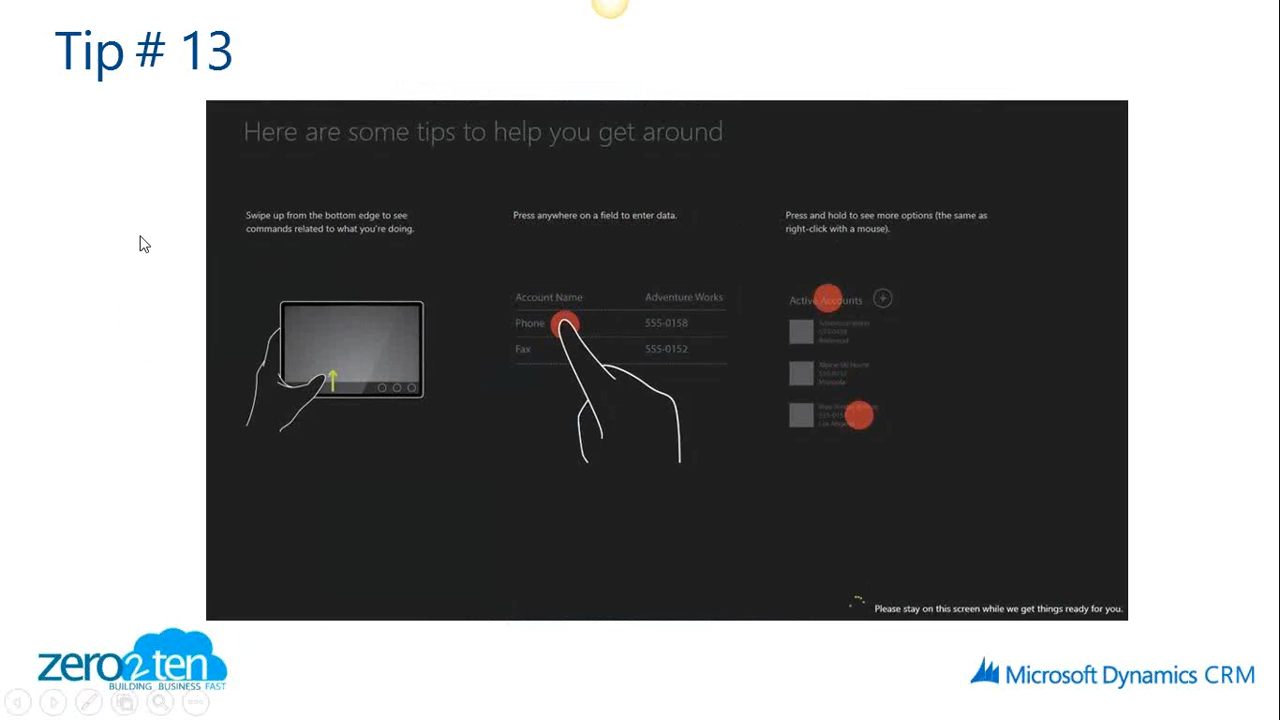 Tip # 13
Here are some tips to help you get around
Swipe up from the bottom edge to see
commands related to what you're doing.
Press anywhere on a field to enter data.
Press and hold to see more options (the same as
right-click with a mouse).
Account Name Adventure Works
Phone 555-0158
Fax 555-0152
Active Accounts
Alpine Ski House
Please stay on this screen while we get things ready for you.
zero2ten
BUILDING BUSINESS FAST
Microsoft Dynamics CRM